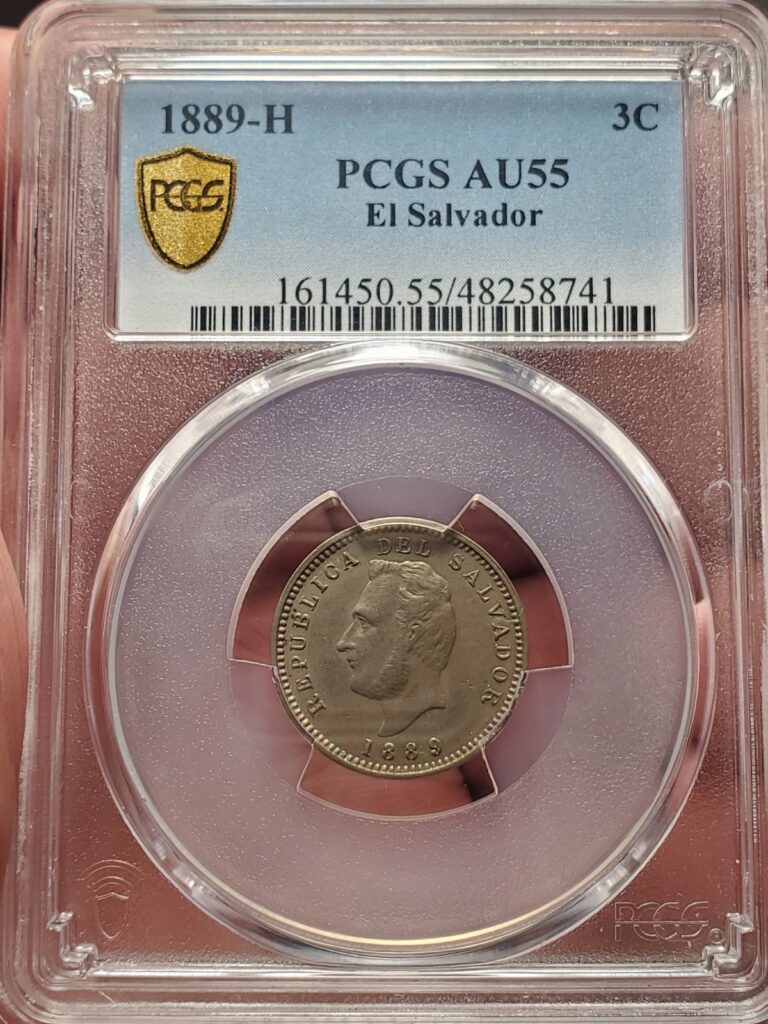 1889-H 3C
PCGS
PCGS AU55
El Salvador
161450.55/48258741
REPUBLICA DEL SALVADOR
1889
PCGS